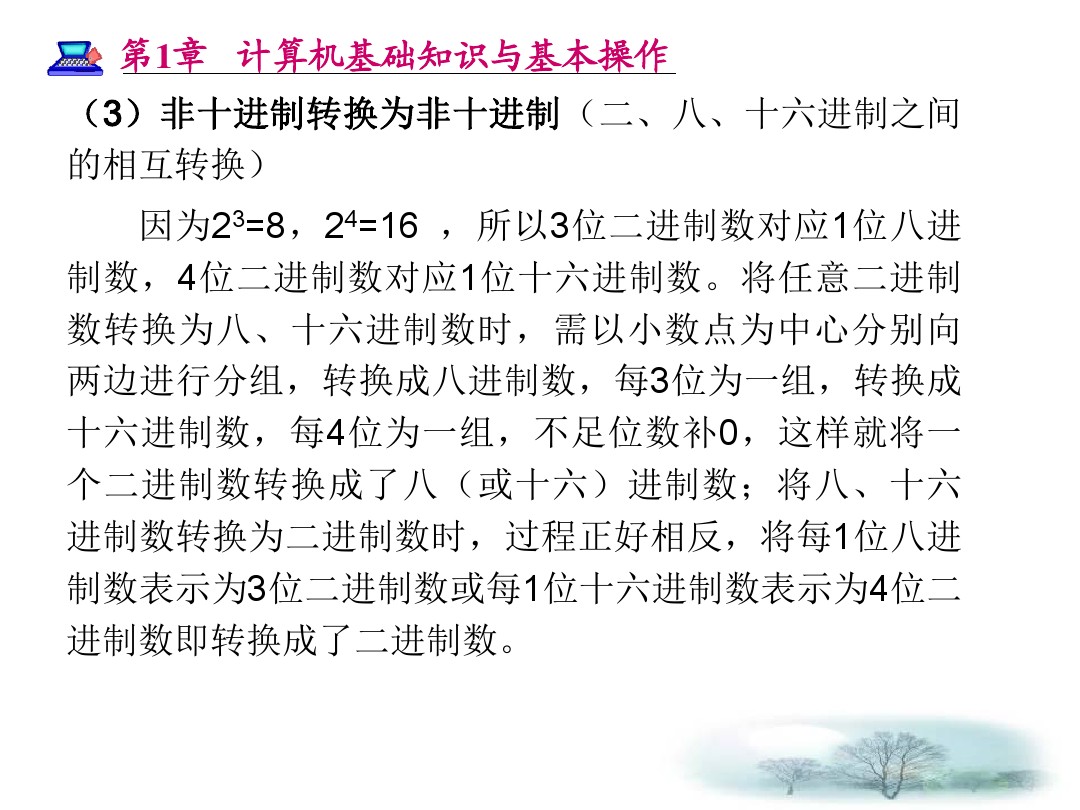 第1章 计算机基础知识与基本操作
（3）非十进制转换为非十进制（二、八、十六进制之间
的相互转换）
因为2³=8，2⁴=16 ，所以3位二进制数对应1位八进
制数，4位二进制数对应1位十六进制数。将任意二进制
数转换为八、十六进制数时，需以小数点为中心分别向
两边进行分组，转换成八进制数，每3位为一组，转换成
十六进制数，每4位为一组，不足位数补0，这样就将一
个二进制数转换成了八（或十六）进制数；将八、十六
进制数转换为二进制数时，过程正好相反，将每1位八进
制数表示为3位二进制数或每1位十六进制数表示为4位二
进制数即转换成了二进制数。